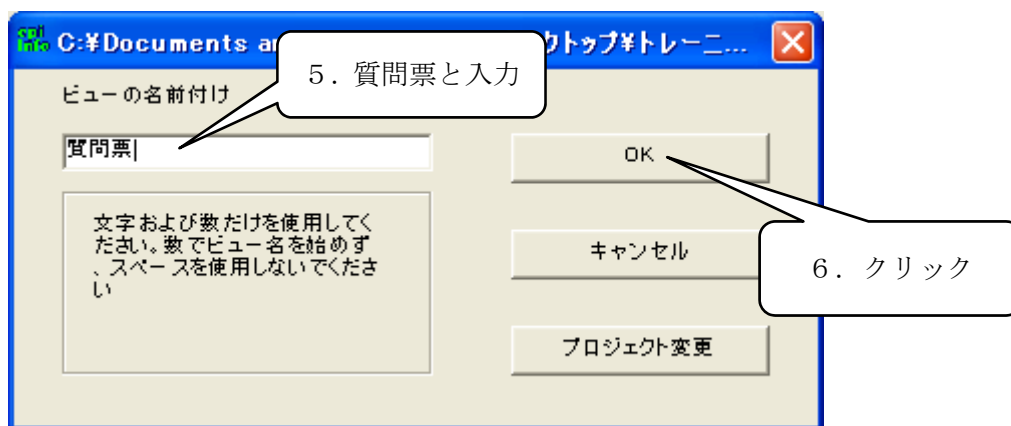 Epi Info C:¥Documents a クトップ¥トレーニ...
5．質問票と入力
ビューの名前付け
質問票
OK
文字および数だけを使用してく
ださい。数でビュー名を始めず
、スペースを使用しないでくださ
い
キャンセル
6．クリック
プロジェクト変更